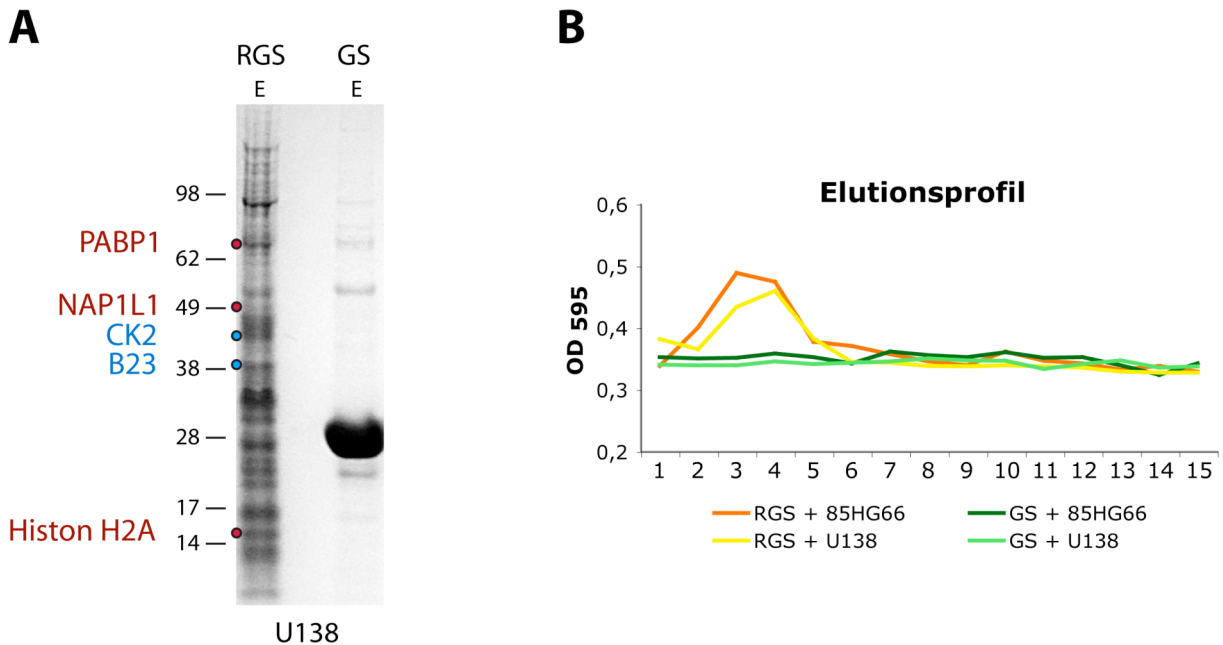 A
RGS GS
E E
98
PABP1
62
NAP1L1
49
CK2
B23
38
28
17
Histon H2A
14
U138
B
Elutionsprofil
OD 595
0,6
0,5
0,4
0,3
0,2
1 2 3 4 5 6 7 8 9 10 11 12 13 14 15
RGS + 85HG66 GS + 85HG66
RGS + U138 GS + U138